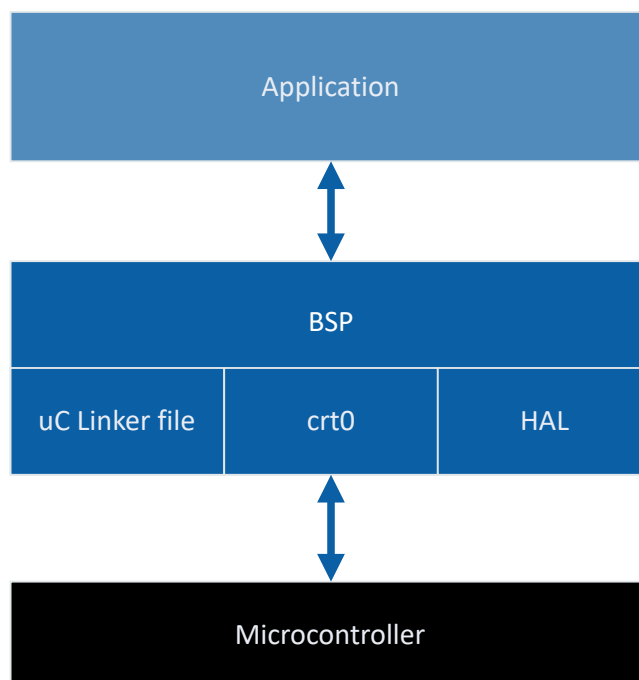 Application
BSP
uC Linker file
crt0
HAL
Microcontroller